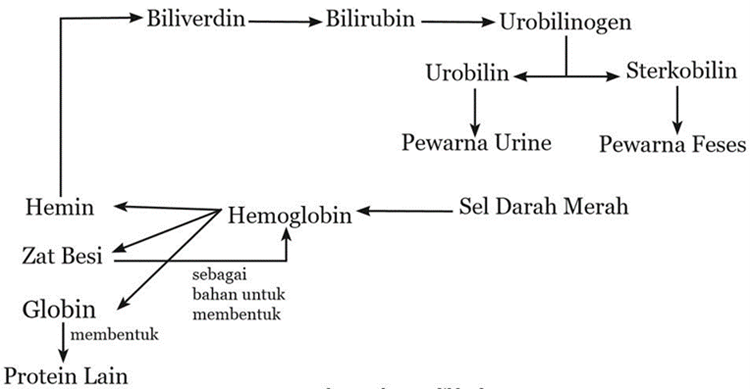 Biliverdin Bilirubin Urobilinogen
Urobilin Sterkobilin
Pewarna Urine Pewarna Feses
Hemin Hemoglobin Sel Darah Merah
Zat Besi
sebagai
bahan untuk
membentuk
Globin
membentuk
Protein Lain